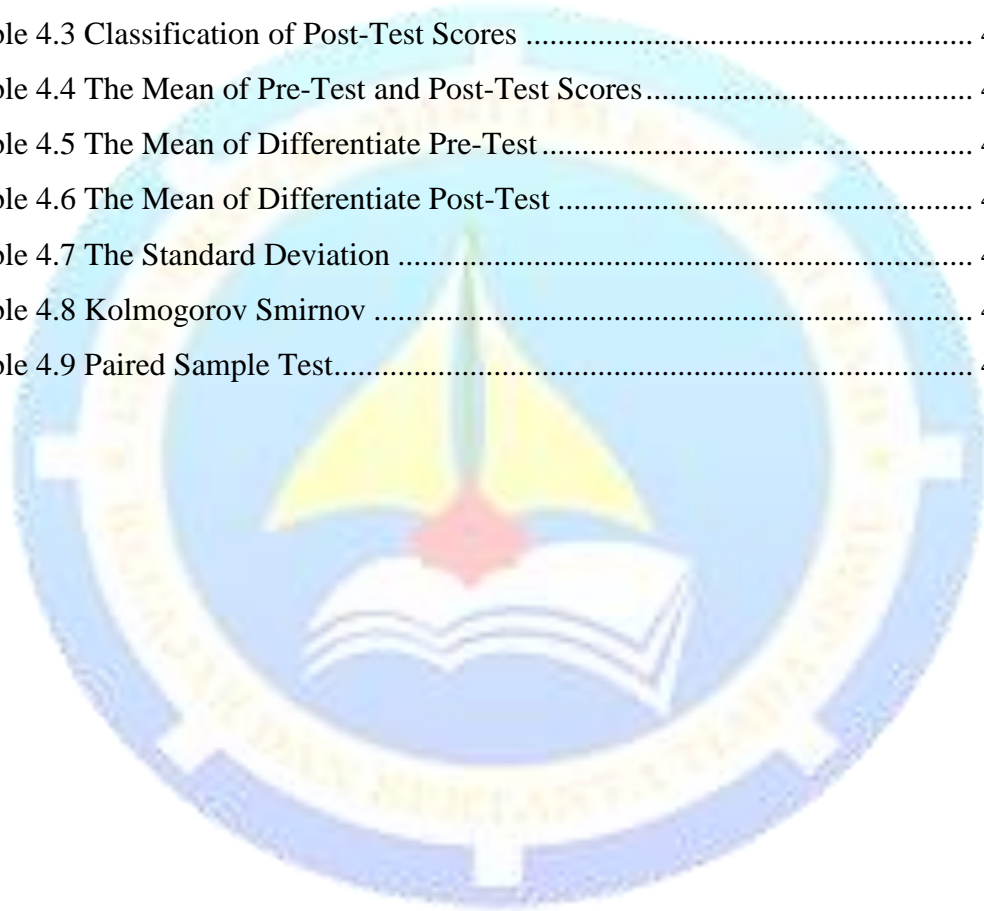 ble 4.3 Classification of Post-Test Scores ......................................................... 4
ble 4.4 The Mean of Pre-Test and Post-Test Scores .......................................... 4
ble 4.5 The Mean of Differentiate Pre-Test ....................................................... 4
ble 4.6 The Mean of Differentiate Post-Test ..................................................... 4
ble 4.7 The Standard Deviation ......................................................................... 4
ble 4.8 Kolmogorov Smirnov ............................................................................ 4
ble 4.9 Paired Sample Test ................................................................................. 4